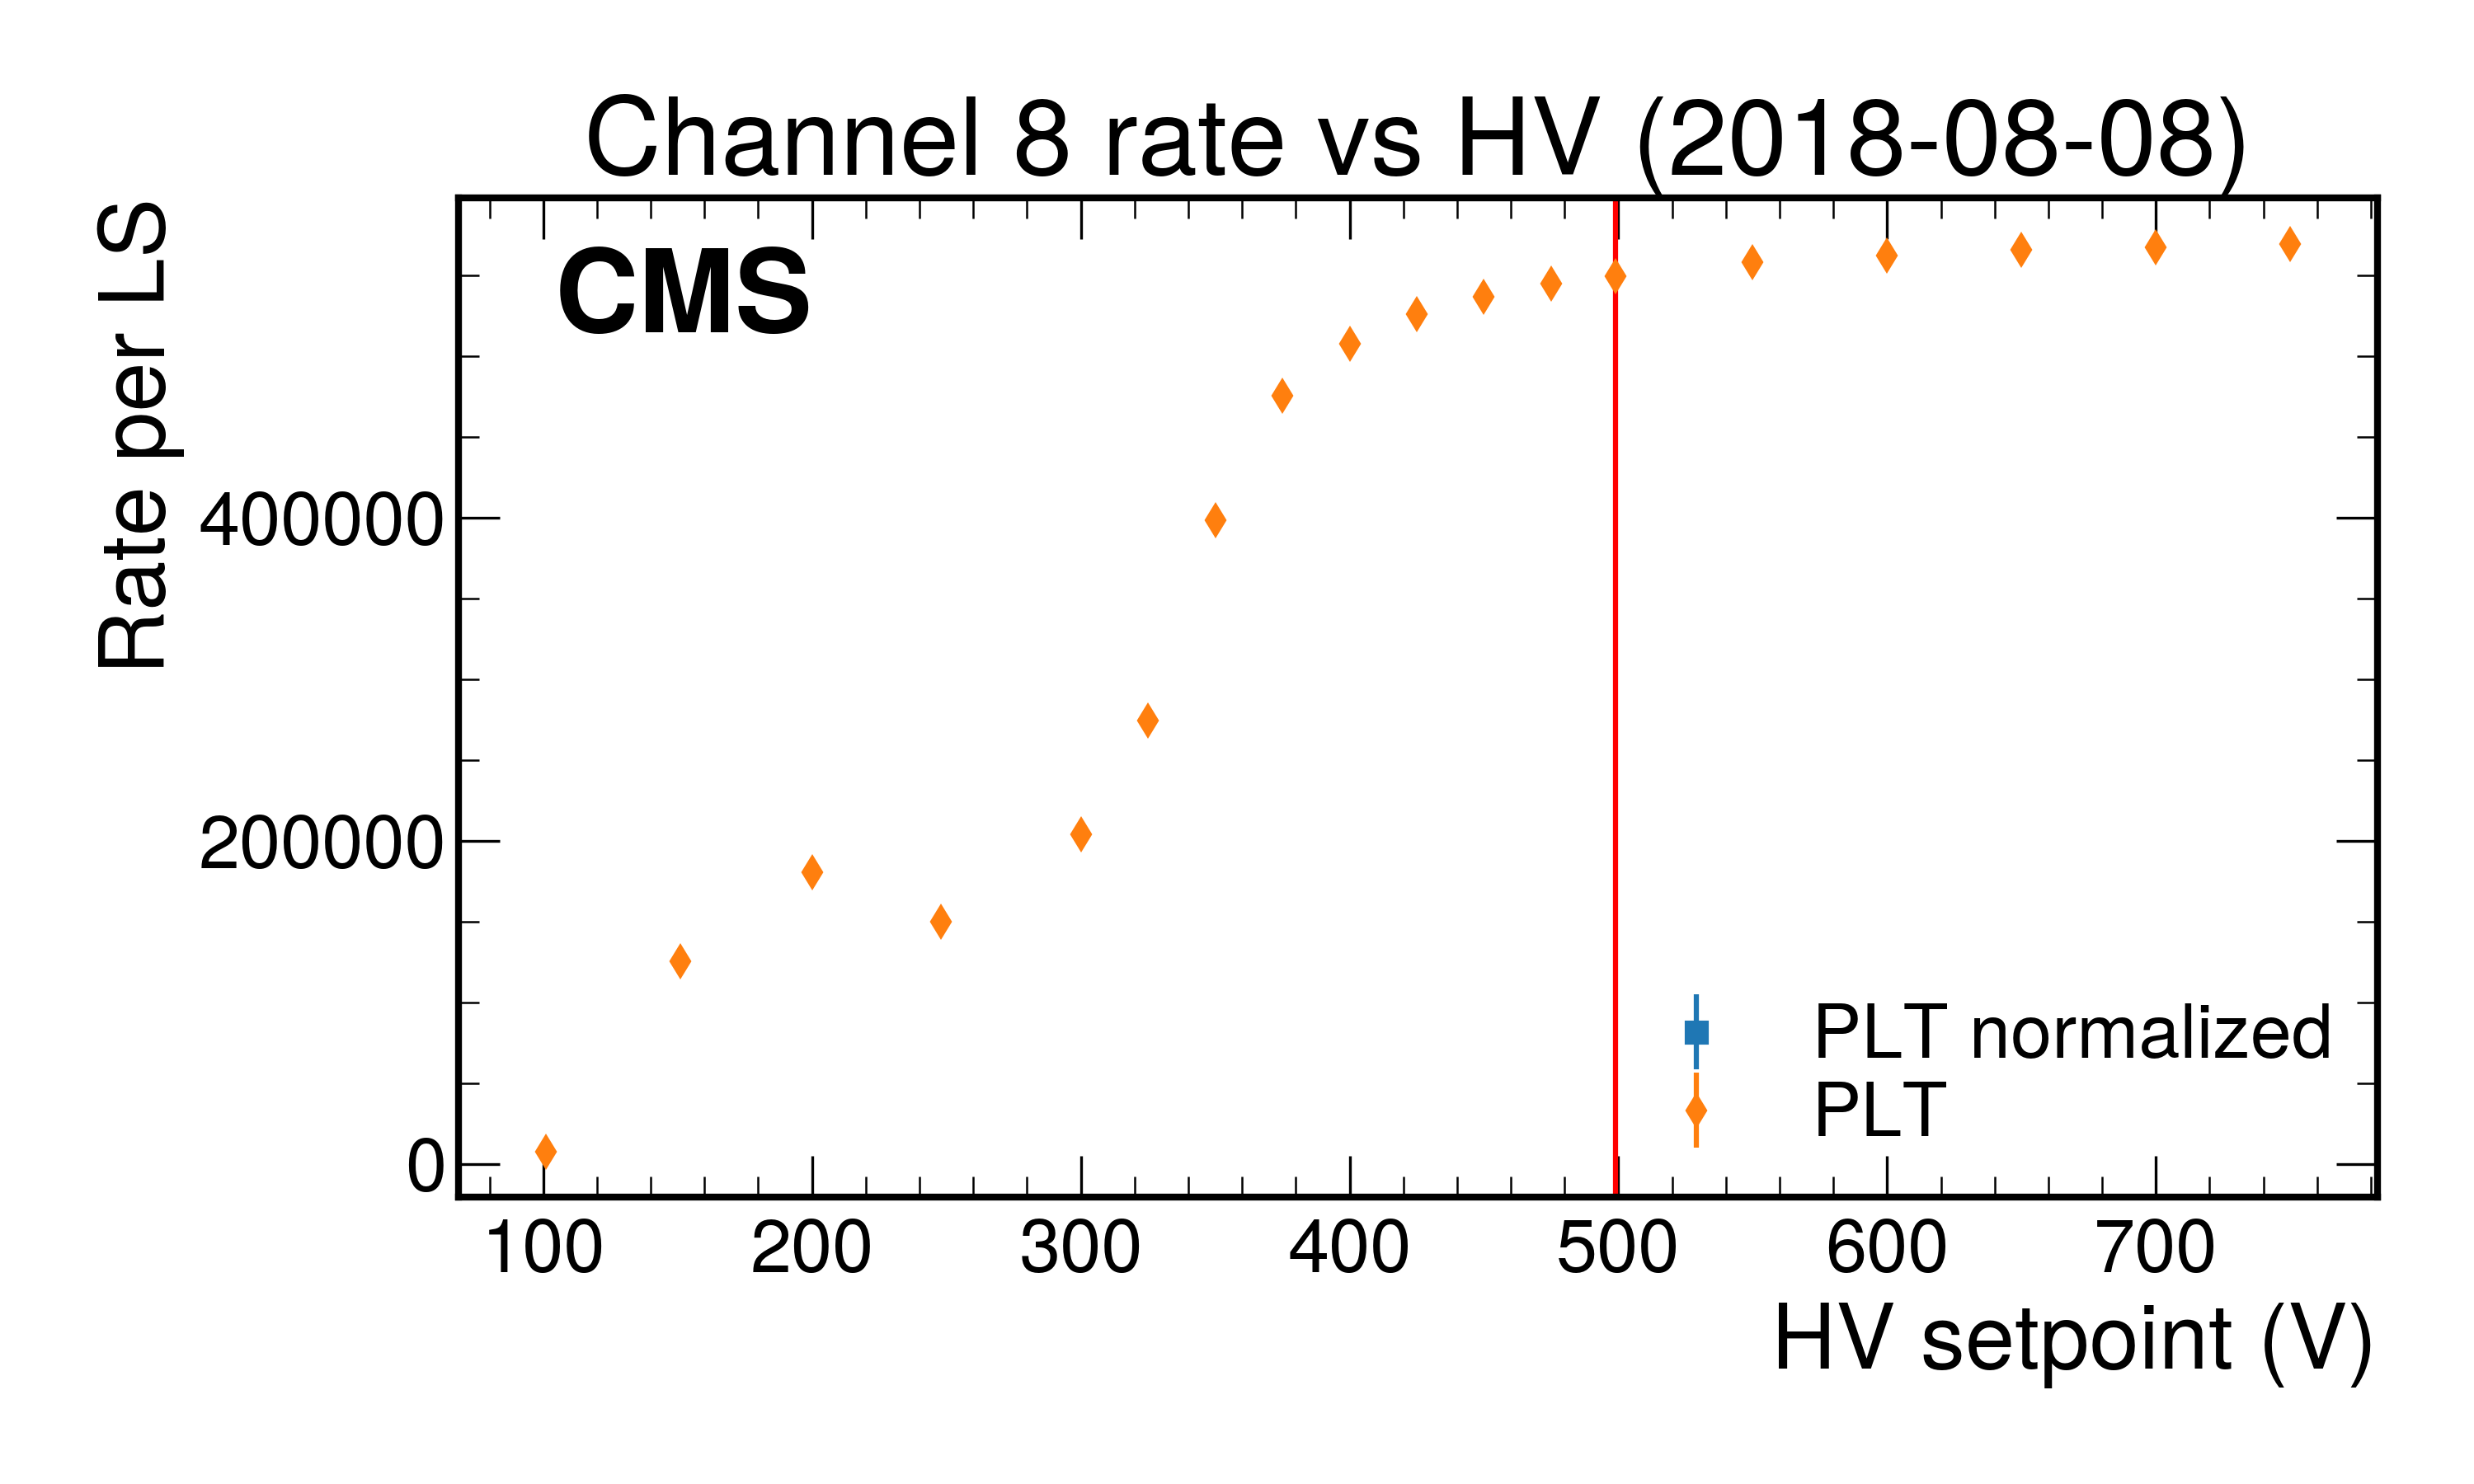 Channel 8 rate vs HV (2018-08-08)
CMS
Rate per LS
400000
200000
0
PLT normalized
PLT
100 200 300 400 500 600 700
HV setpoint (V)